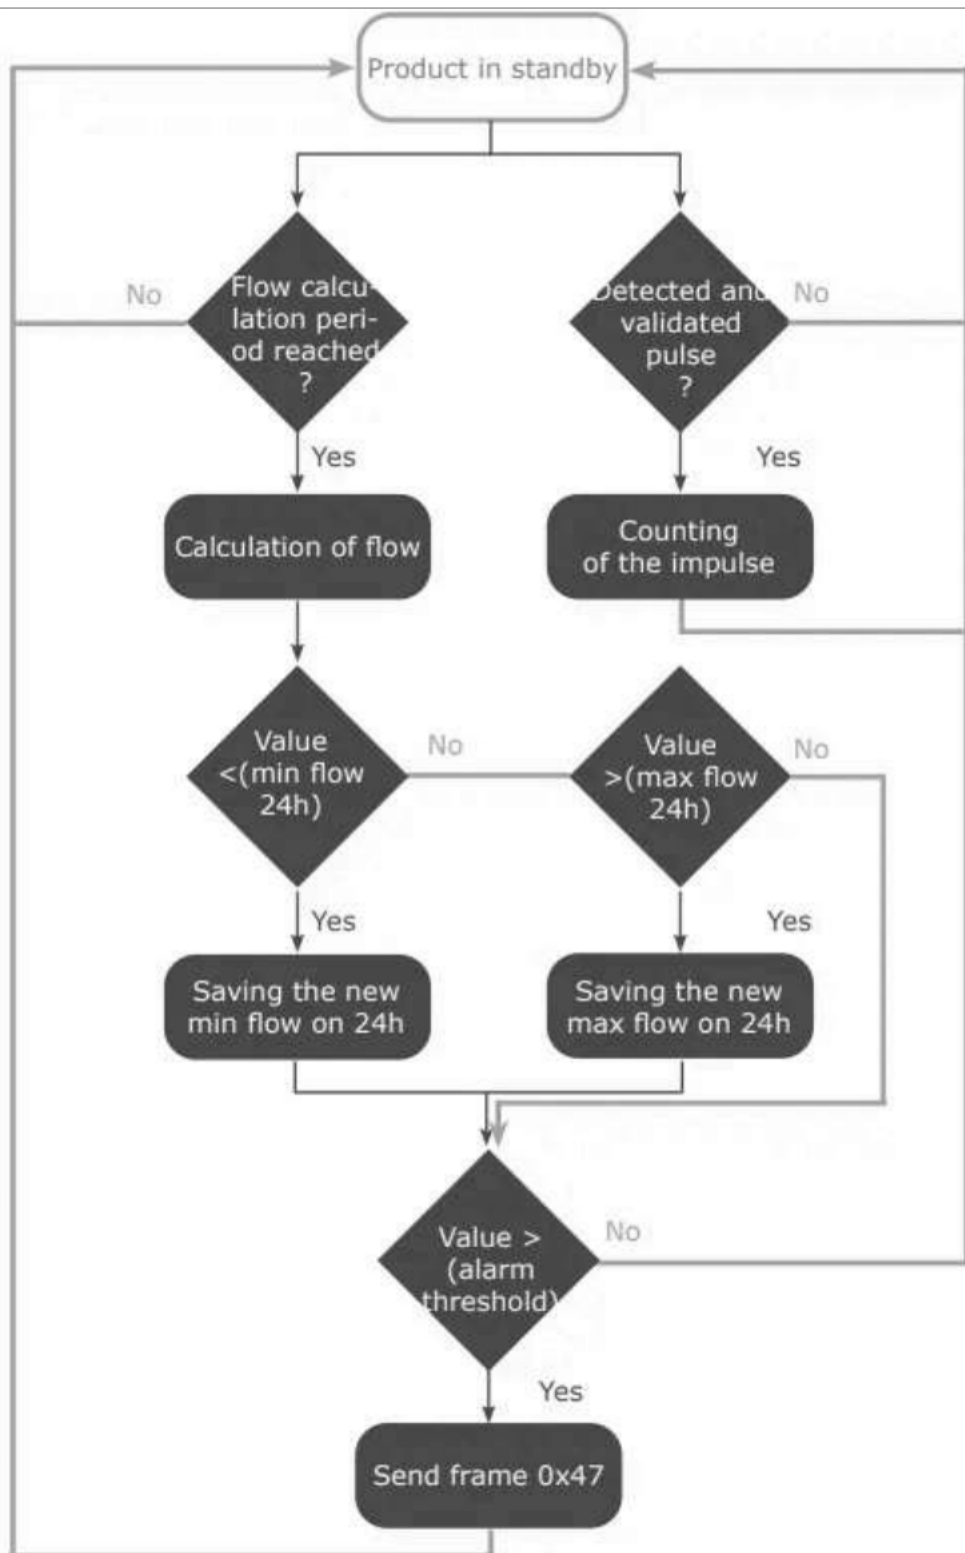 Product in standby
No
Flow calcu-
lation peri-
od reached
?
Detected and
validated
pulse
?
No
Yes
Yes
Calculation of flow
Counting
of the impulse
Value
<(min flow
24h)
No
Value
>(max flow
24h)
No
Yes
Yes
Saving the new
min flow on 24h
Saving the new
max flow on 24h
Value >
(alarm
threshold)
No
Yes
Send frame 0x47